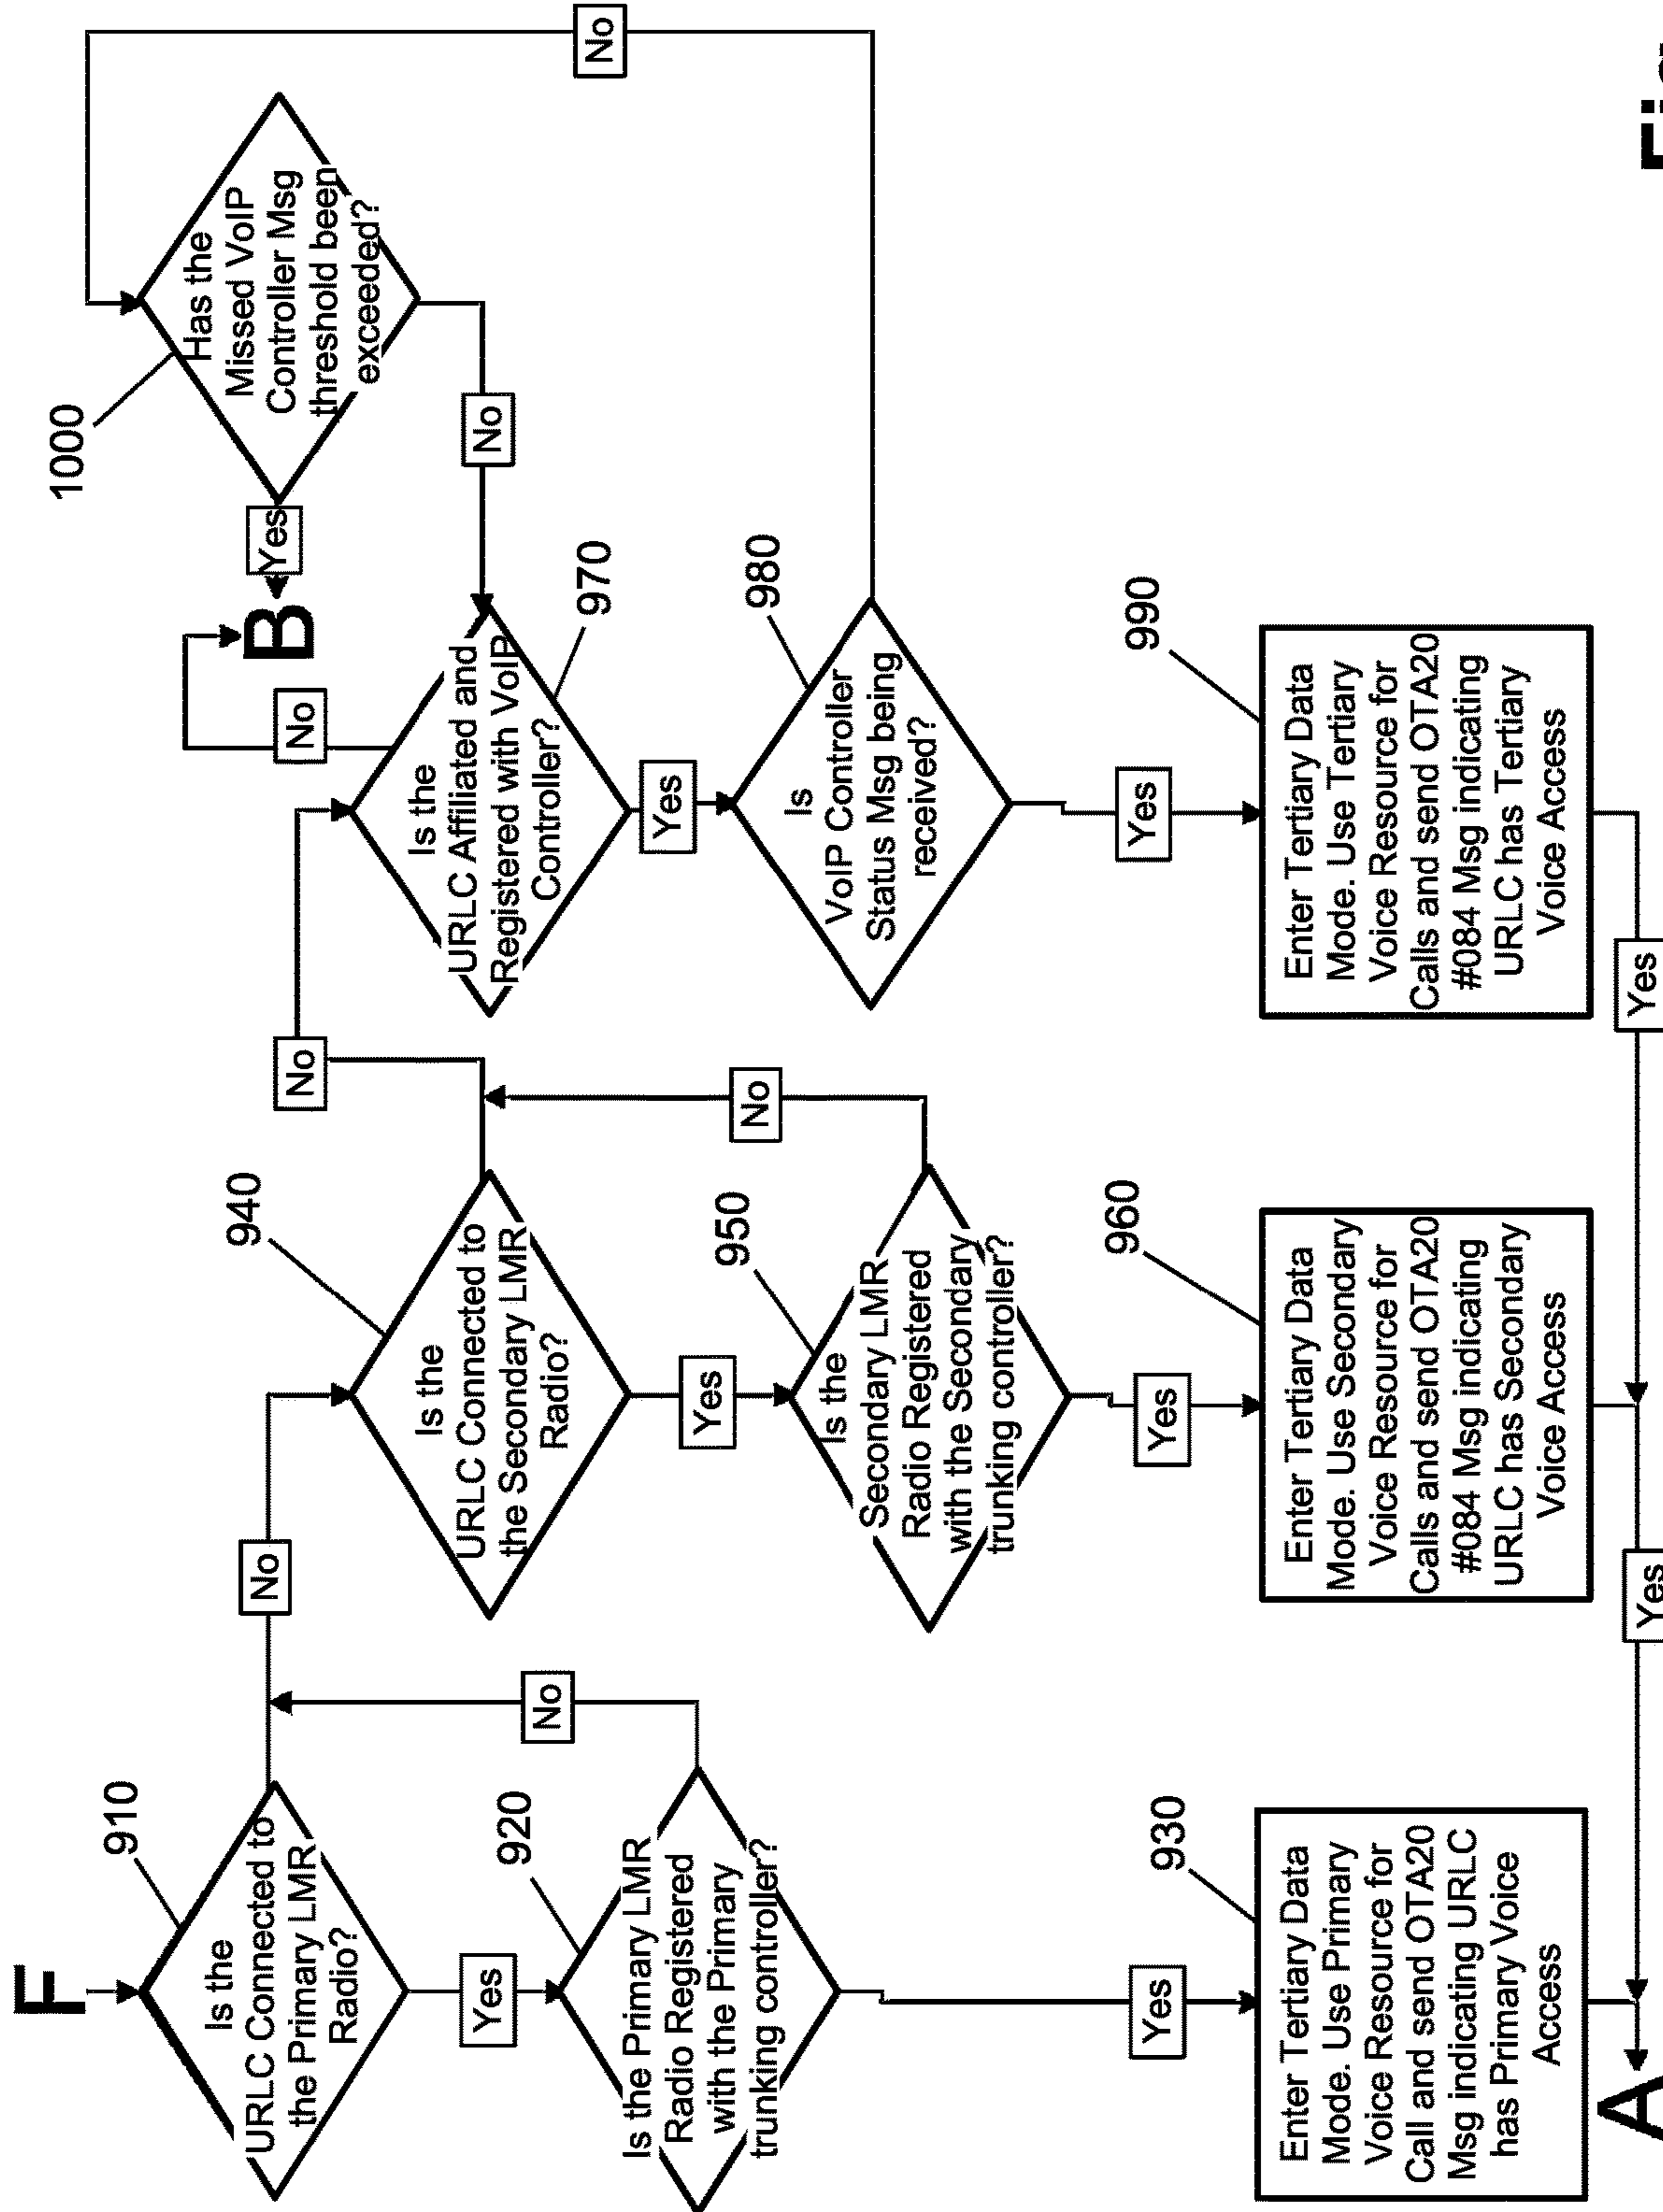 F
910
Is the
URLC Connected to
the Primary LMR
Radio?
No
Yes
920
Is the Primary LMR
Radio Registered
with the Primary
trunking controller?
No
Yes
930
Enter Tertiary Data
Mode. Use Primary
Voice Resource for
Call and send OTA20
Msg indicating URLC
has Primary Voice
Access
A
940
Is the
URLC Connected to
the Secondary LMR
Radio?
No
Yes
950
Is the
Secondary LMR
Radio Registered
with the Secondary
trunking controller?
No
Yes
960
Enter Tertiary Data
Mode. Use Secondary
Voice Resource for
Calls and send OTA20
#084 Msg indicating
URLC has Secondary
Voice Access
Yes
970
Is the
URLC Affiliated and
Registered with VoIP
Controller?
No
B
Yes
980
Is
VoIP Controller
Status Msg being
received?
No
Yes
990
Enter Tertiary Data
Mode. Use Tertiary
Voice Resource for
Calls and send OTA20
#084 Msg indicating
URLC has Tertiary
Voice Access
Yes
1000
Has the
Missed VoIP
Controller Msg
threshold been
exceeded?
Yes
No